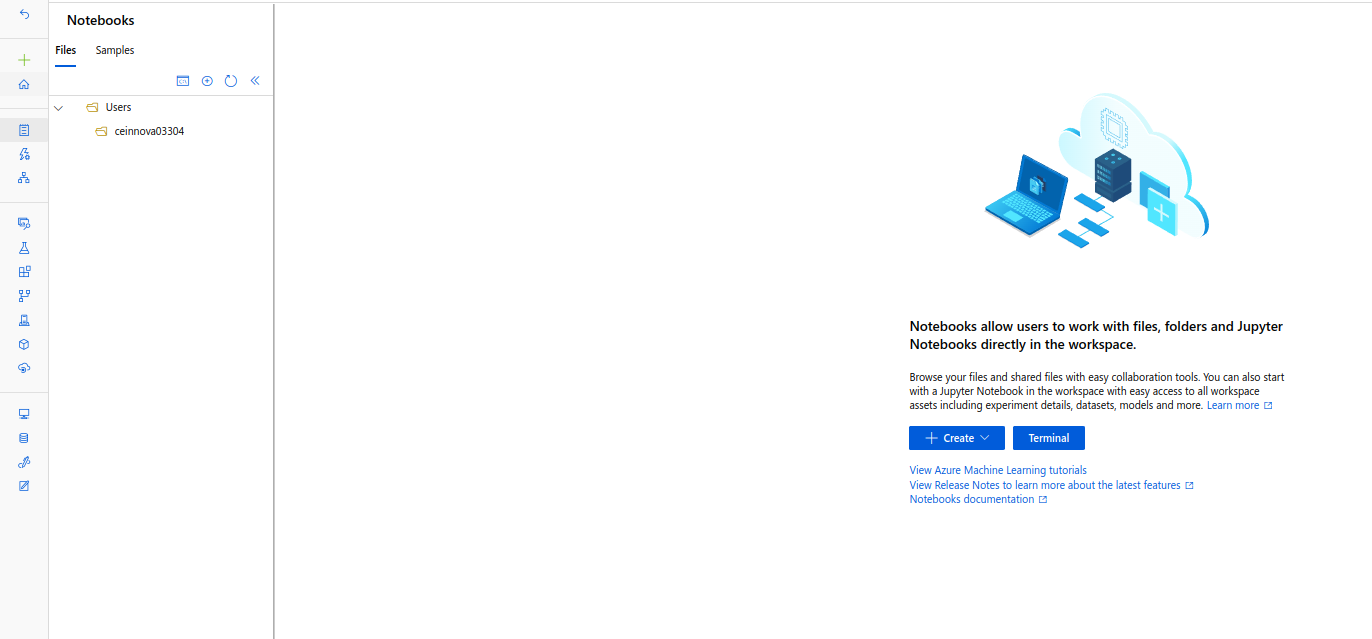 Notebooks
Files
Samples
Users
ceinnova03304
Notebooks allow users to work with files, folders and Jupyter
Notebooks directly in the workspace.
Browse your files and shared files with easy collaboration tools. You can also start
with a Jupyter Notebook in the workspace with easy access to all workspace
assets including experiment details, datasets, models and more. Learn more
Create
Terminal
View Azure Machine Learning tutorials
View Release Notes to learn more about the latest features
Notebooks documentation